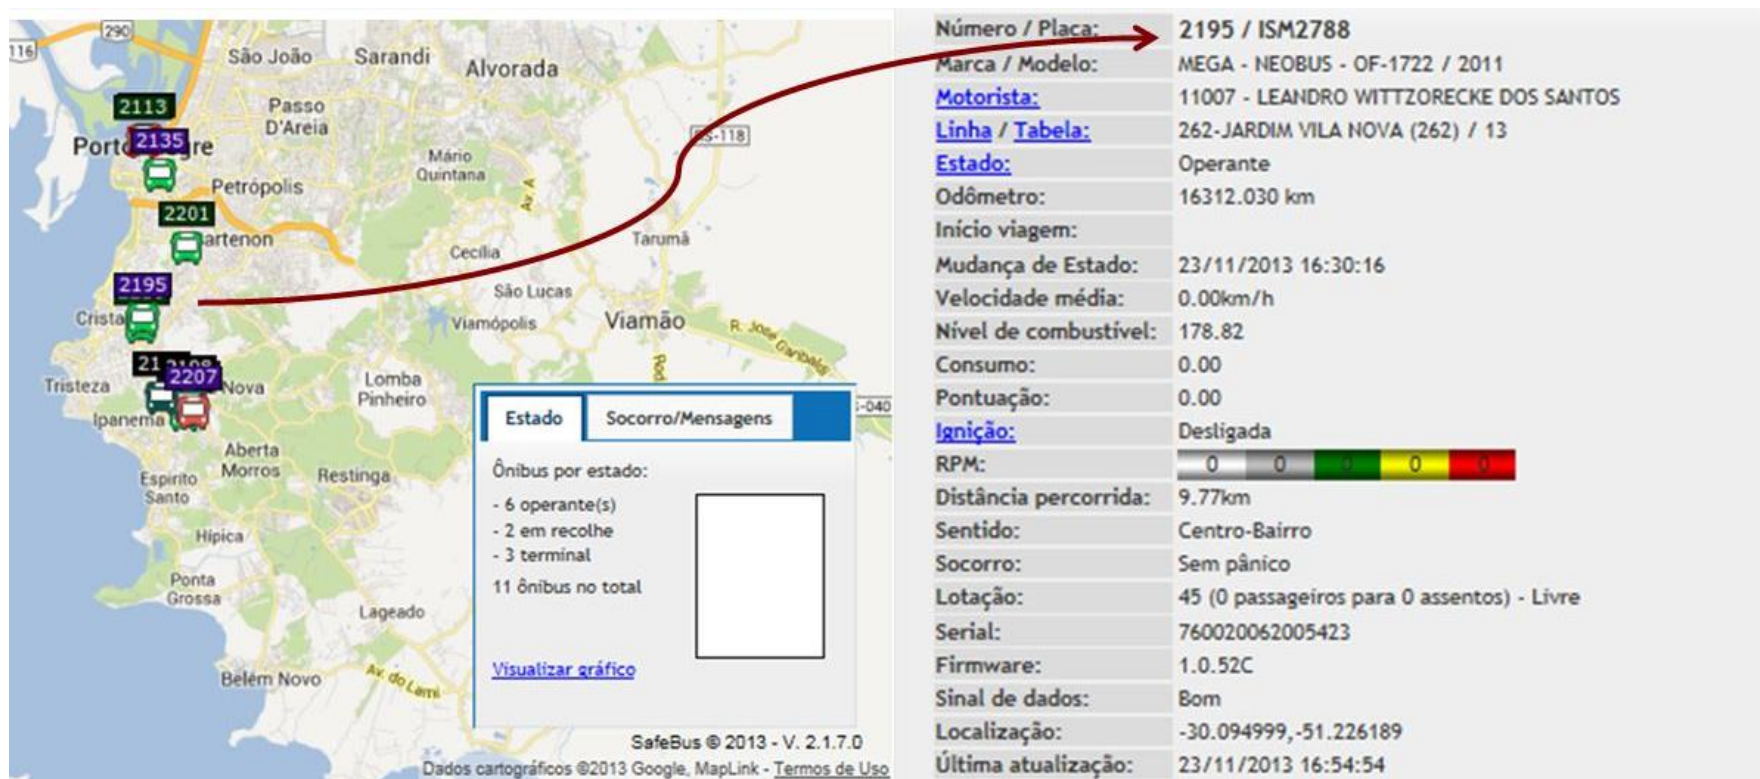 290
116
São João
Sarandi
Alvorada
2113
Passo
D'Areia
2135
Mário
Quintana
-118
Petrópolis
Av. A
2201
artenon
Tarumã
Cecília
2195
São Lucas
Crista
Viamópolis
Viamão
R. José Garibaldi
Rod
2198
2207
Nova
Lomba
Pinheiro
Tristeza
Ipanema
-040
Aberta
Morros
Restinga
Espirito
Santo
Hípica
Ponta
Grossa
Lageado
Belém Novo
Av. do Lami
Estado
Socorro/Mensagens
Ônibus por estado:
- 6 operante(s)
- 2 em recolhe
- 3 terminal
11 ônibus no total
Visualizar gráfico
SafeBus © 2013 - V. 2.1.7.0
Dados cartográficos ©2013 Google, MapLink - Termos de Uso
Número / Placa: 2195 / ISM2788
Marca / Modelo: MEGA - NEOBUS - OF-1722 / 2011
Motorista: 11007 - LEANDRO WITTZORECKE DOS SANTOS
Linha / Tabela: 262-JARDIM VILA NOVA (262) / 13
Estado: Operante
Odômetro: 16312.030 km
Início viagem:
Mudança de Estado: 23/11/2013 16:30:16
Velocidade média: 0.00km/h
Nível de combustível: 178.82
Consumo: 0.00
Pontuação: 0.00
Ignição: Desligada
RPM: 0 0 0 0 0
Distância percorrida: 9.77km
Sentido: Centro-Bairro
Socorro: Sem pânico
Lotação: 45 (0 passageiros para 0 assentos) - Livre
Serial: 760020062005423
Firmware: 1.0.52C
Sinal de dados: Bom
Localização: -30.094999,-51.226189
Última atualização: 23/11/2013 16:54:54